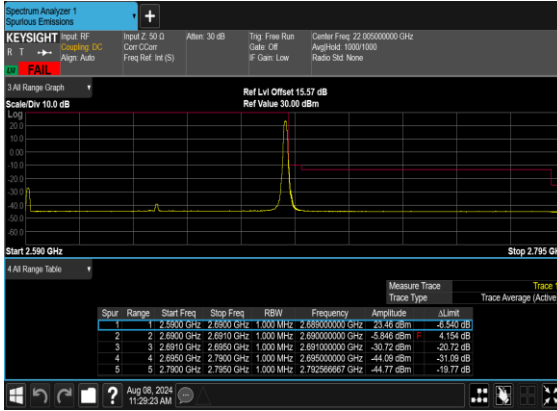 Spectrum Analyzer 1
Spurious Emissions
+
KEYSIGHT Input: RF Input Z: 50 Ω Atten: 30 dB Trig: Free Run Center Freq: 22.005000000 GHz
R T Coupling: DC Corr CCorr Gate: Off Avg|Hold: 1000/1000
Align: Auto Freq Ref: Int (S) IF Gain: Low Radio Std: None
FAIL
3 All Range Graph
Ref Lvl Offset 15.57 dB
Scale/Div 10.0 dB Ref Value 30.00 dBm
Log
20.0
10.0
0.00
-10.0
-20.0
-30.0
-40.0
-50.0
-60.0
Start 2.590 GHz Stop 2.795 GH
4 All Range Table
Measure Trace Trace 1
Trace Type Trace Average (Active
Spur Range Start Freq Stop Freq RBW Frequency Amplitude ΔLimit
1 1 2.5900 GHz 2.6900 GHz 1.000 MHz 2.689000000 GHz 23.46 dBm -6.540 dB
2 2 2.6900 GHz 2.6910 GHz 1.000 MHz 2.690000000 GHz -5.846 dBm F 4.154 dB
3 3 2.6910 GHz 2.6950 GHz 1.000 MHz 2.691000000 GHz -30.72 dBm -20.72 dB
4 4 2.6950 GHz 2.7900 GHz 1.000 MHz 2.695000000 GHz -44.09 dBm -31.09 dB
5 5 2.7900 GHz 2.7950 GHz 1.000 MHz 2.792566667 GHz -44.77 dBm -19.77 dB
?
Aug 08, 2024
11:29:23 AM